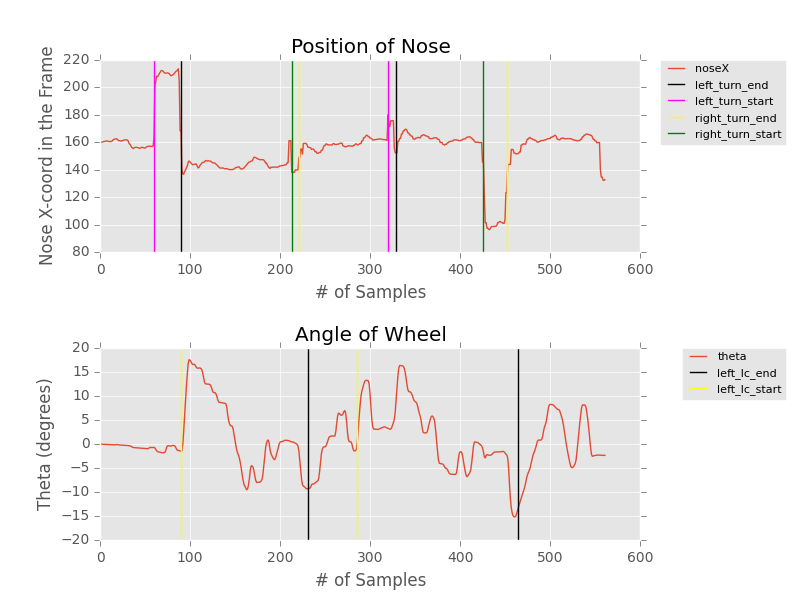 Position of Nose
Nose X-coord in the Frame
220
200
180
160
140
120
100
80
0 100 200 300 400 500 600
# of Samples
noseX
left_turn_end
left_turn_start
right_turn_end
right_turn_start
Angle of Wheel
Theta (degrees)
20
15
10
5
0
−5
−10
−15
−20
0 100 200 300 400 500 600
# of Samples
theta
left_lc_end
left_lc_start